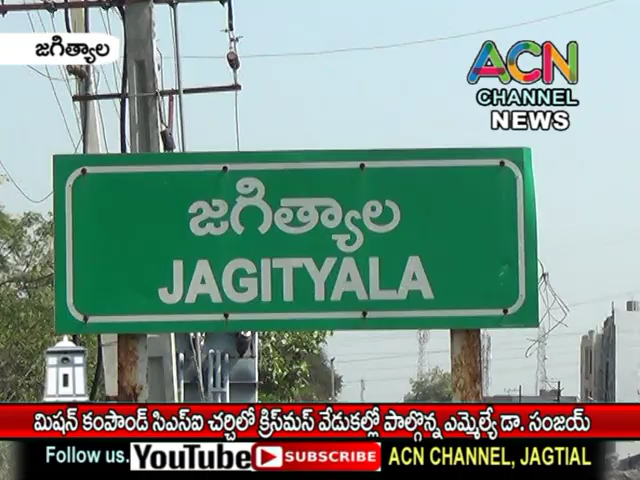 జగిత్యాల
ACN
CHANNEL
NEWS
జగిత్యాల
JAGITYALA
మిషన్ కంపౌండ్ సిఎస్ఐ చర్చిలో క్రిస్‌మస్ వేడుకల్లో పాల్గొన్న ఎమ్మెల్యే డా. సంజయ్
Follow us. YouTube SUBSCRIBE ACN CHANNEL, JAGTIAL